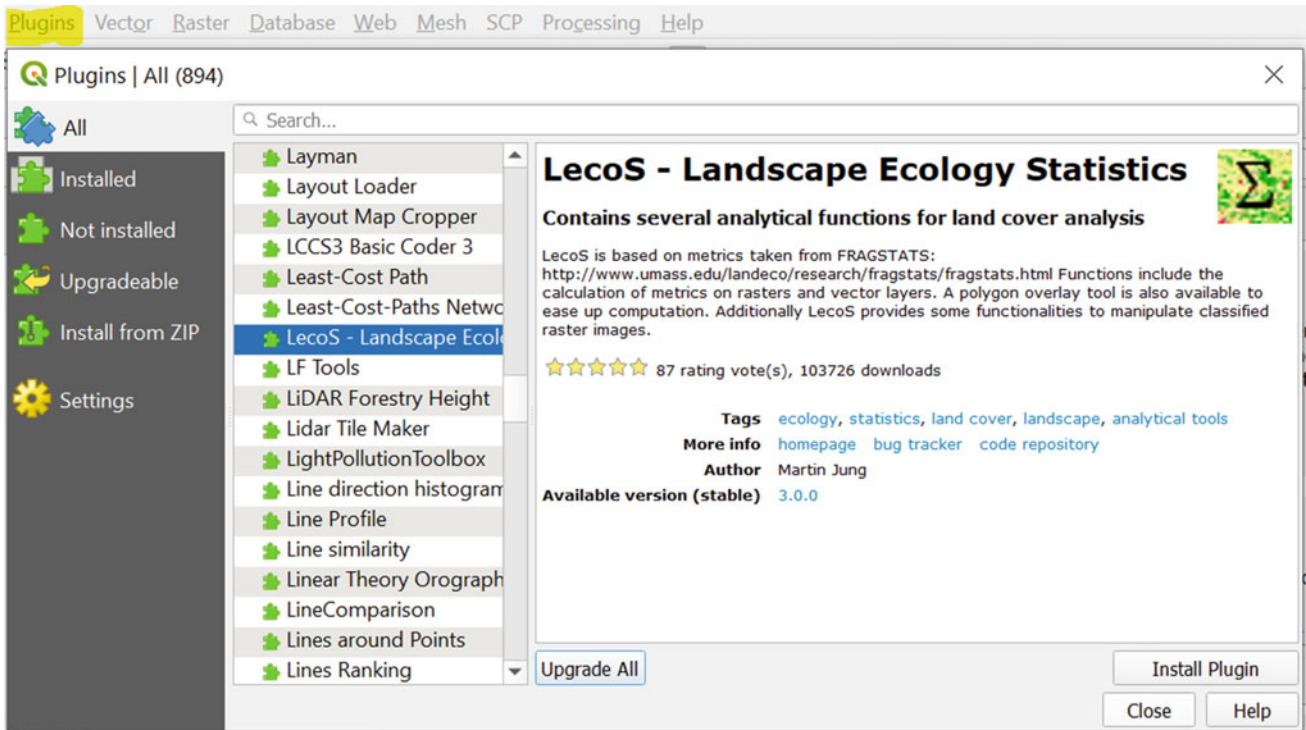 Plugins Vector Raster Database Web Mesh SCP Processing Help
Plugins | All (894)
All
Search...
Installed
Not installed
Upgradeable
Install from ZIP
Settings
Layman
Layout Loader
Layout Map Cropper
LCCS3 Basic Coder 3
Least-Cost Path
Least-Cost-Paths Netwo
LecoS - Landscape Ecol
LF Tools
LiDAR Forestry Height
Lidar Tile Maker
LightPollutionToolbox
Line direction histogram
Line Profile
Line similarity
Linear Theory Orograph
LineComparison
Lines around Points
Lines Ranking
LecoS - Landscape Ecology Statistics
Contains several analytical functions for land cover analysis
LecoS is based on metrics taken from FRAGSTATS:
http://www.umass.edu/landeco/research/fragstats/fragstats.html Functions include the
calculation of metrics on rasters and vector layers. A polygon overlay tool is also available to
ease up computation. Additionally LecoS provides some functionalities to manipulate classified
raster images.
87 rating vote(s), 103726 downloads
Tags ecology, statistics, land cover, landscape, analytical tools
More info homepage bug tracker code repository
Author Martin Jung
Available version (stable) 3.0.0
Upgrade All
Install Plugin
Close Help